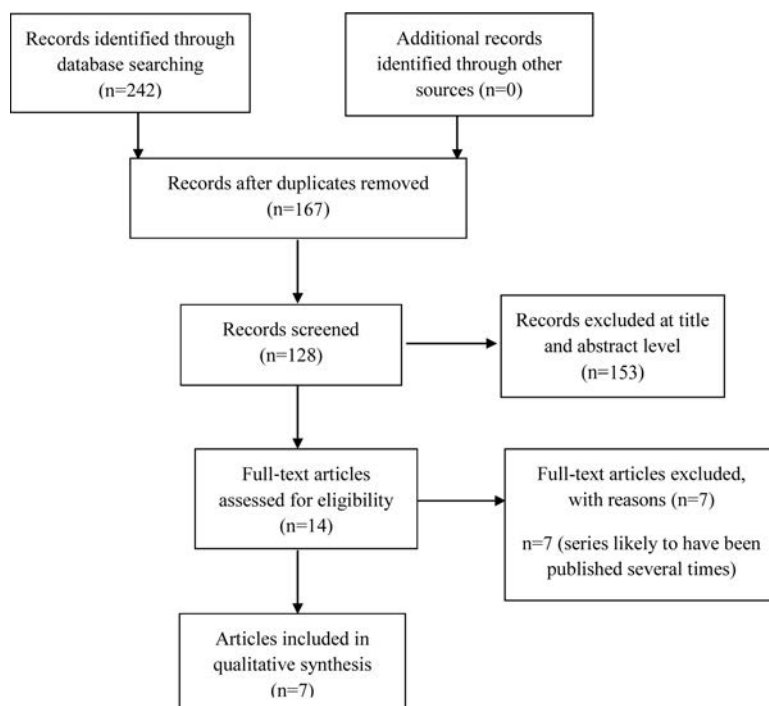 Records identified through
database searching
(n=242)
Additional records
identified through other
sources (n=0)
Records after duplicates removed
(n=167)
Records screened
(n=128)
Records excluded at title
and abstract level
(n=153)
Full-text articles
assessed for eligibility
(n=14)
Full-text articles excluded,
with reasons (n=7)
n=7 (series likely to have been
published several times)
Articles included in
qualitative synthesis
(n=7)